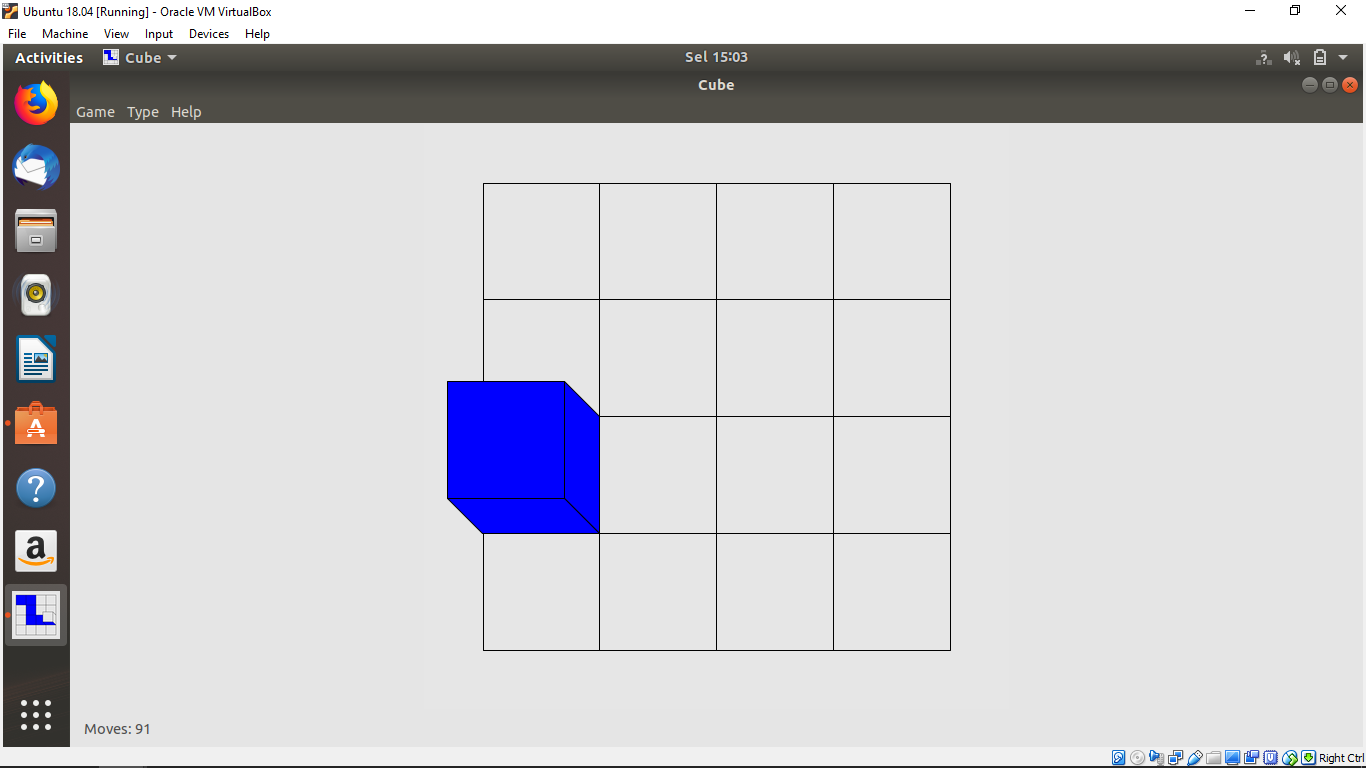 Ubuntu 18.04 [Running] - Oracle VM VirtualBox
File Machine View Input Devices Help
Activities Cube Sel 15:03
Cube
Game Type Help
Moves: 91
Right Ctrl